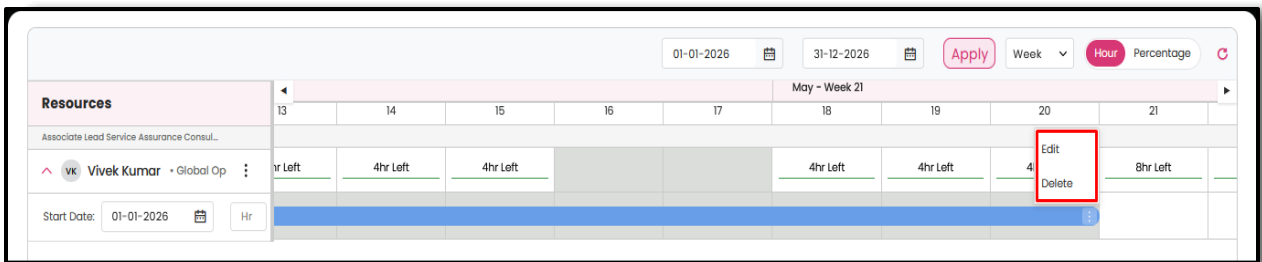 01-01-2026 31-12-2026 Apply Week Hour Percentage
Resources
May - Week 21
13 14 15 16 17 18 19 20 21
Associate Lead Service Assurance Consul...
Edit
VK Vivek Kumar • Global Op hr Left 4hr Left 4hr Left 4hr Left 4hr Left 8hr Left
Delete
Start Date: 01-01-2026 Hr